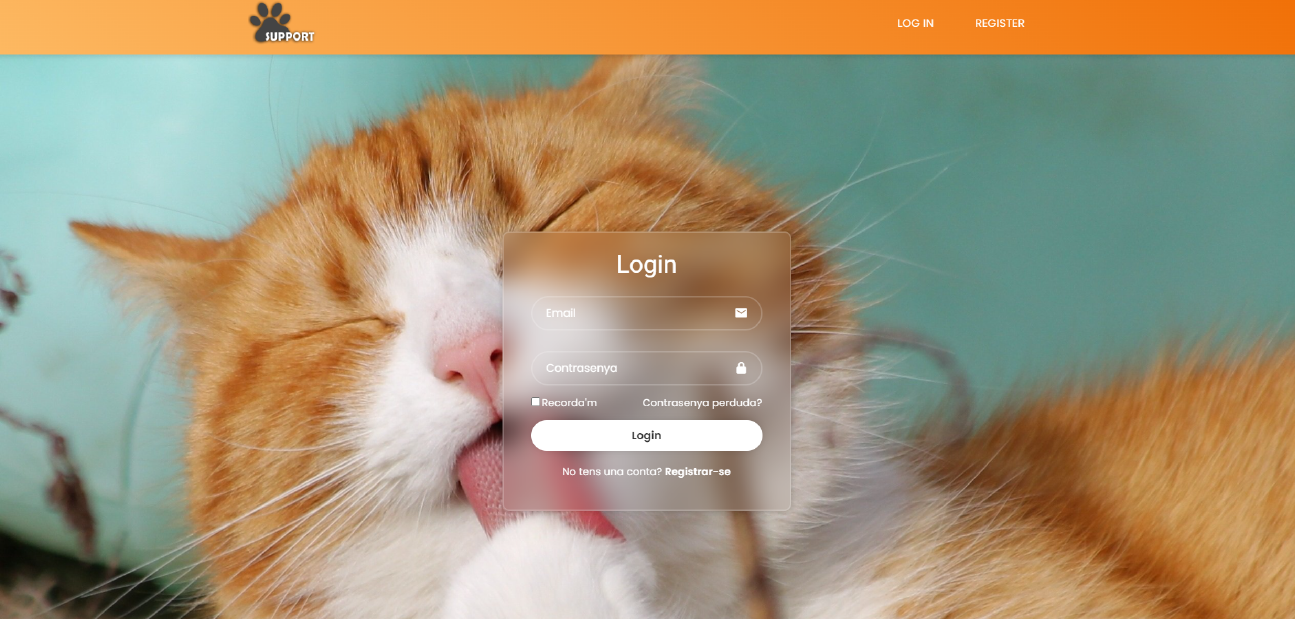 SUPPORT
LOG IN REGISTER
Login
Email
Contrasenya
Recorda'm Contrasenya perduda?
Login
No tens una conta? Registrar-se